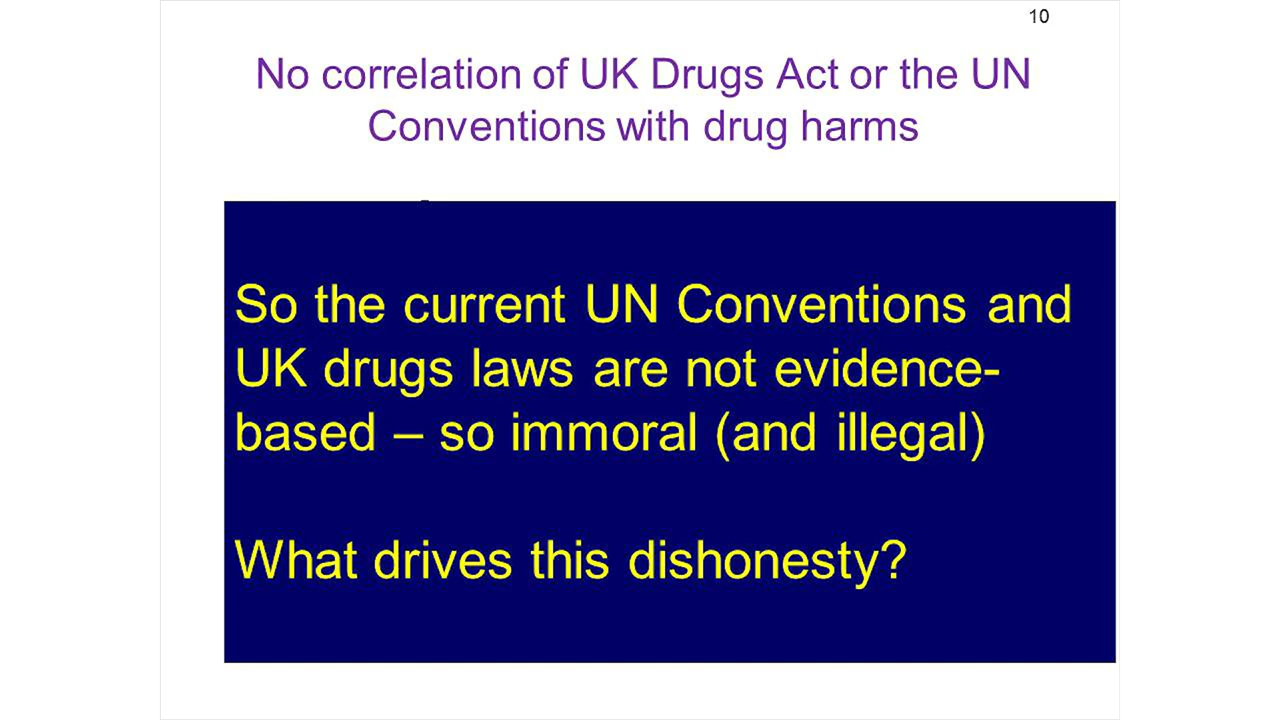 10
No correlation of UK Drugs Act or the UN
Conventions with drug harms
So the current UN Conventions and
UK drugs laws are not evidence-
based – so immoral (and illegal)
What drives this dishonesty?